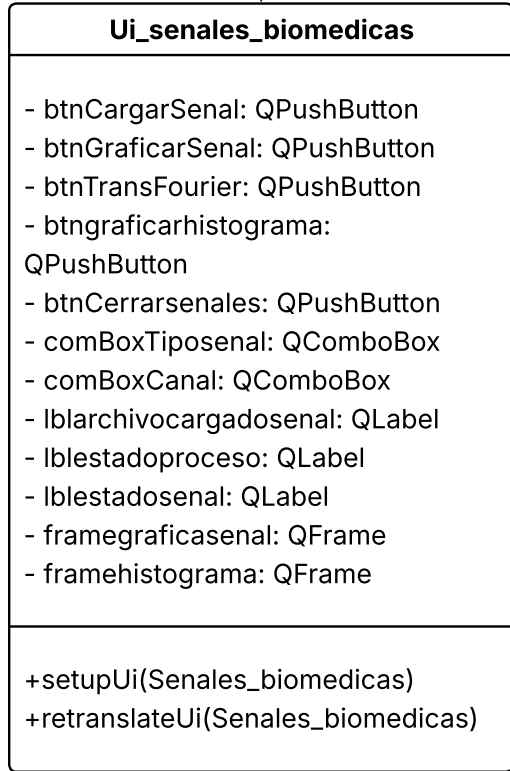 Ui_senales_biomedicas
- btnCargarSenal: QPushButton
- btnGraficarSenal: QPushButton
- btnTransFourier: QPushButton
- btngraficarhistograma:
QPushButton
- btnCerrarsenales: QPushButton
- comBoxTiposenal: QComboBox
- comBoxCanal: QComboBox
- lblarchivocargadosenal: QLabel
- lblestadoproceso: QLabel
- lblestadosenal: QLabel
- framegraficasenal: QFrame
- framehistograma: QFrame
+setupUi(Senales_biomedicas)
+retranslateUi(Senales_biomedicas)